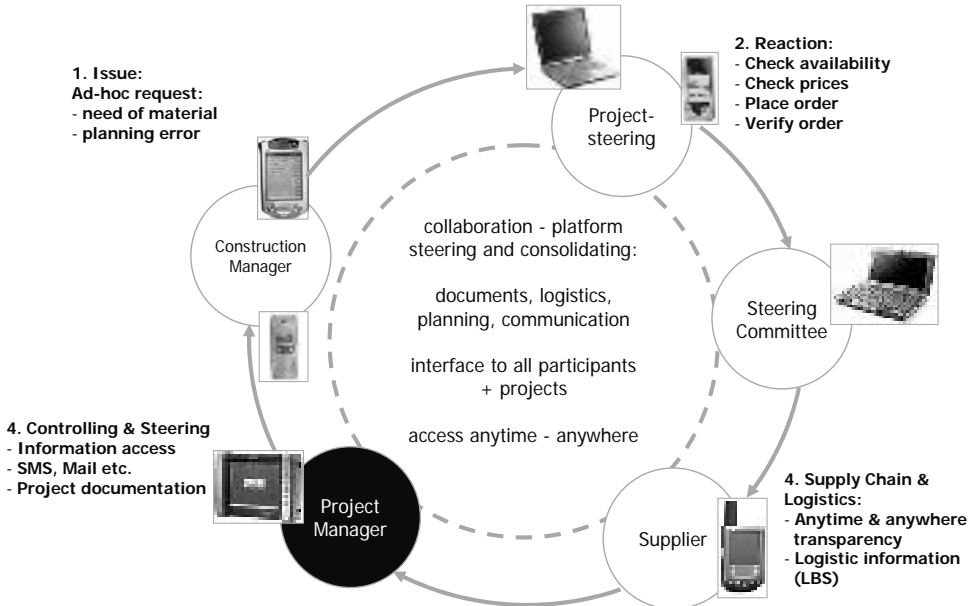 1. Issue:
Ad-hoc request:
- need of material
- planning error
2. Reaction:
- Check availability
- Check prices
- Place order
- Verify order
Project-
steering
Construction
Manager
collaboration - platform
steering and consolidating:
documents, logistics,
planning, communication
interface to all participants
+ projects
access anytime - anywhere
Steering
Committee
4. Controlling & Steering
- Information access
- SMS, Mail etc.
- Project documentation
Project
Manager
Supplier
4. Supply Chain &
Logistics:
- Anytime & anywhere
transparency
- Logistic information
(LBS)